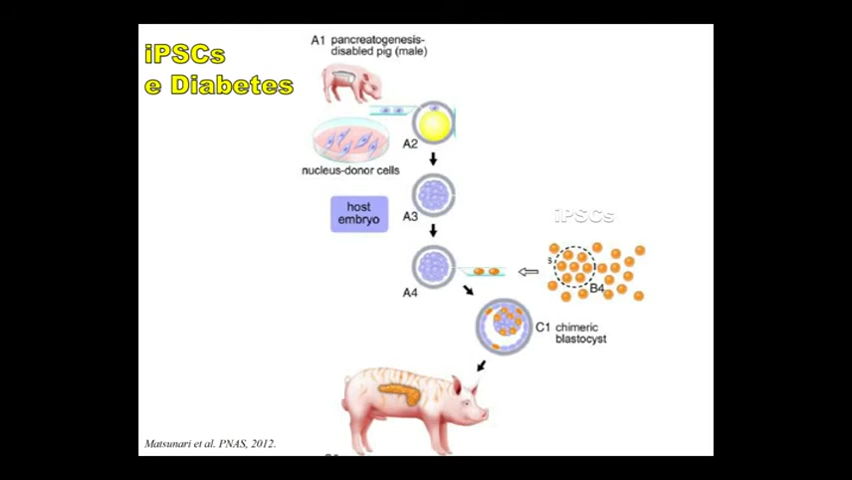 iPSCs
e Diabetes
A1 pancreatogenesis-
disabled pig (male)
A2
nucleus-donor cells
host
embryo
A3
iPSCs
s
B4
A4
C1 chimeric
blastocyst
Matsunari et al. PNAS, 2012.